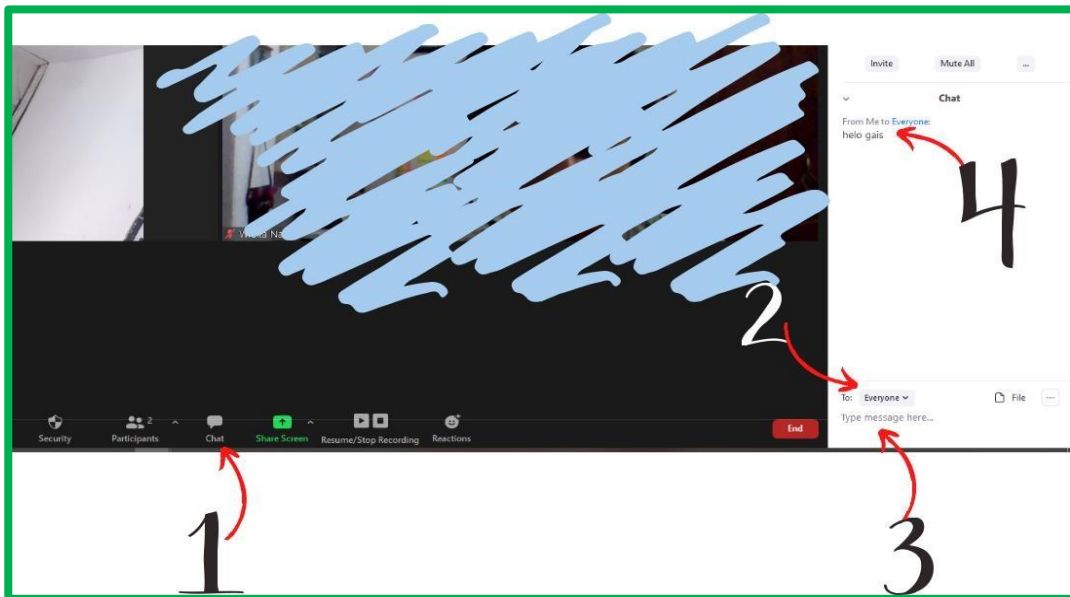 Invite Mute All ...
Chat
From Me to Everyone:
helo gais
4
2
To: Everyone File ...
Type message here...
2
Security Participants Chat Share Screen Resume/Stop Recording Reactions End
1
3